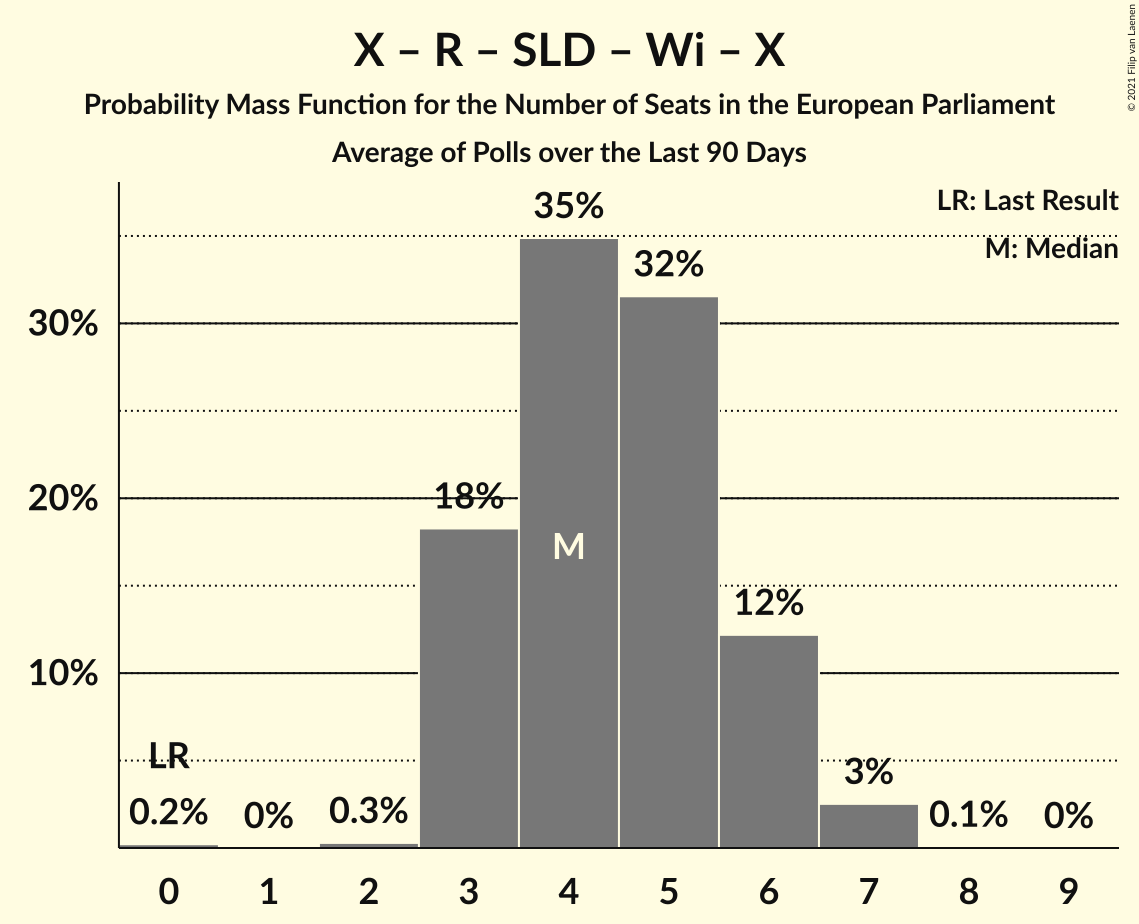 X – R – SLD – Wi – X
Probability Mass Function for the Number of Seats in the European Parliament
Average of Polls over the Last 90 Days
© 2021 Filip van Laenen
LR: Last Result
M: Median
35%
32%
30%
20%
18%
M
12%
10%
LR
3%
0.2%
0%
0.3%
0.1%
0%
0 1 2 3 4 5 6 7 8 9